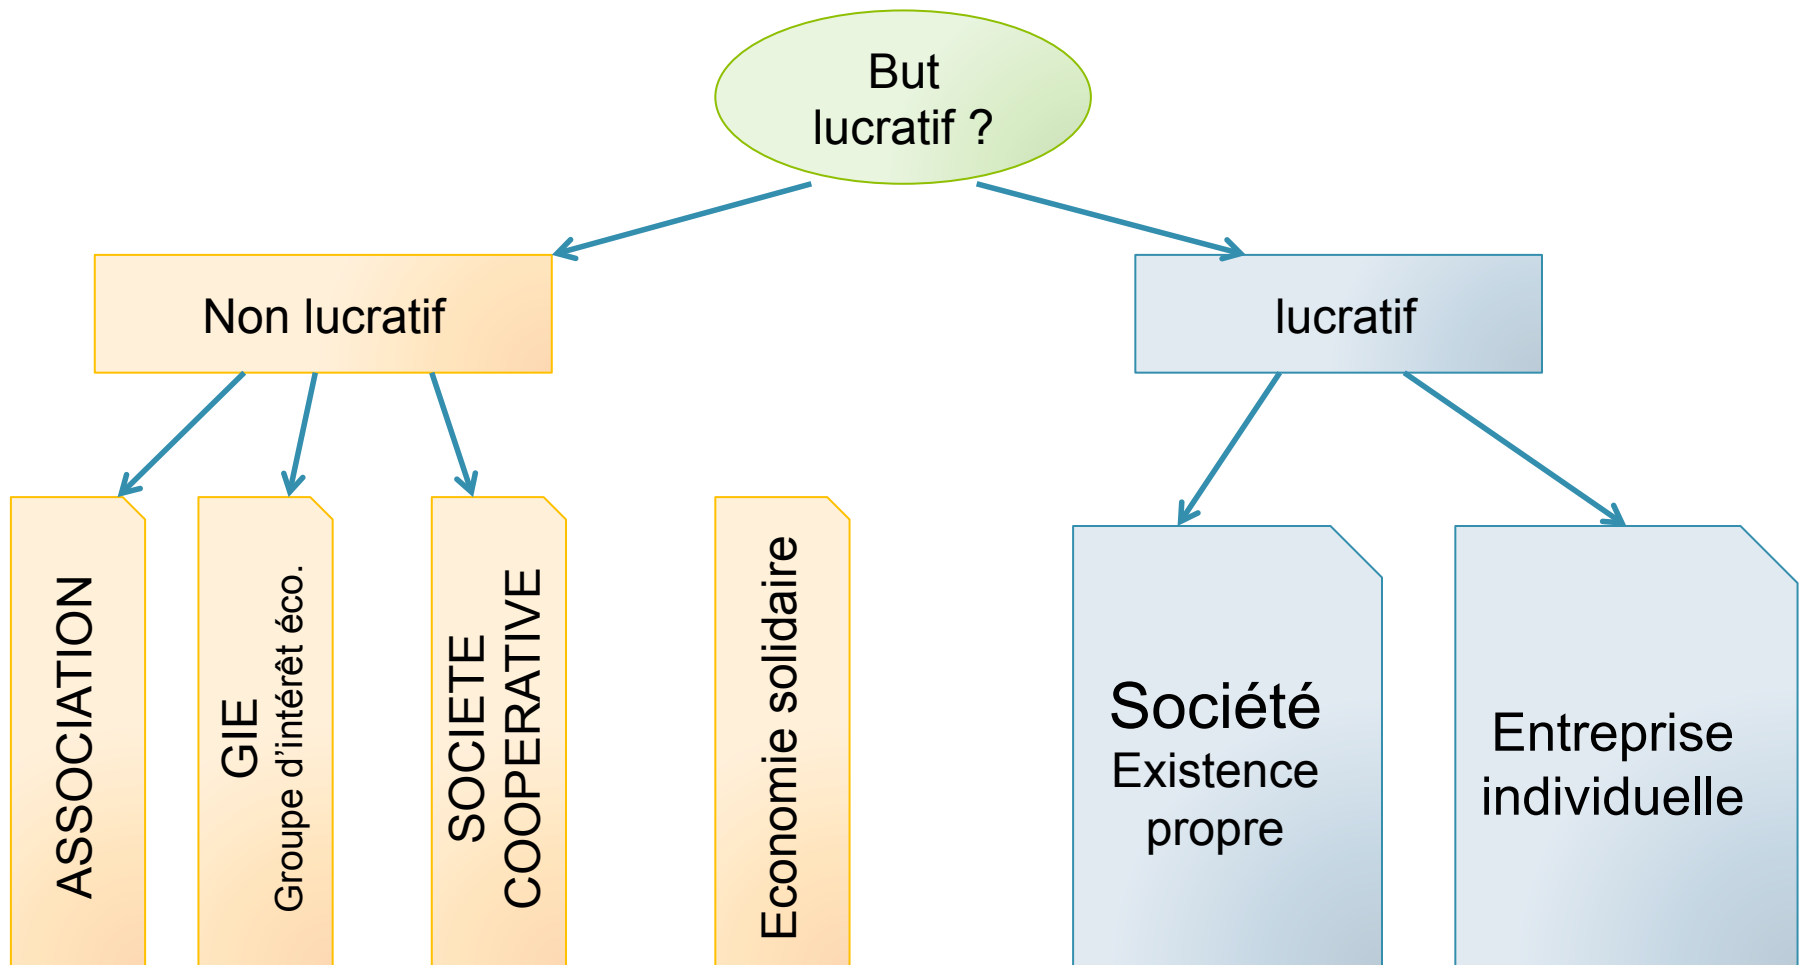 But
lucratif ?
Non lucratif
lucratif
ASSOCIATION
GIE
Groupe d’intérêt éco.
SOCIETE
COOPERATIVE
Economie solidaire
Société
Existence
propre
Entreprise
individuelle